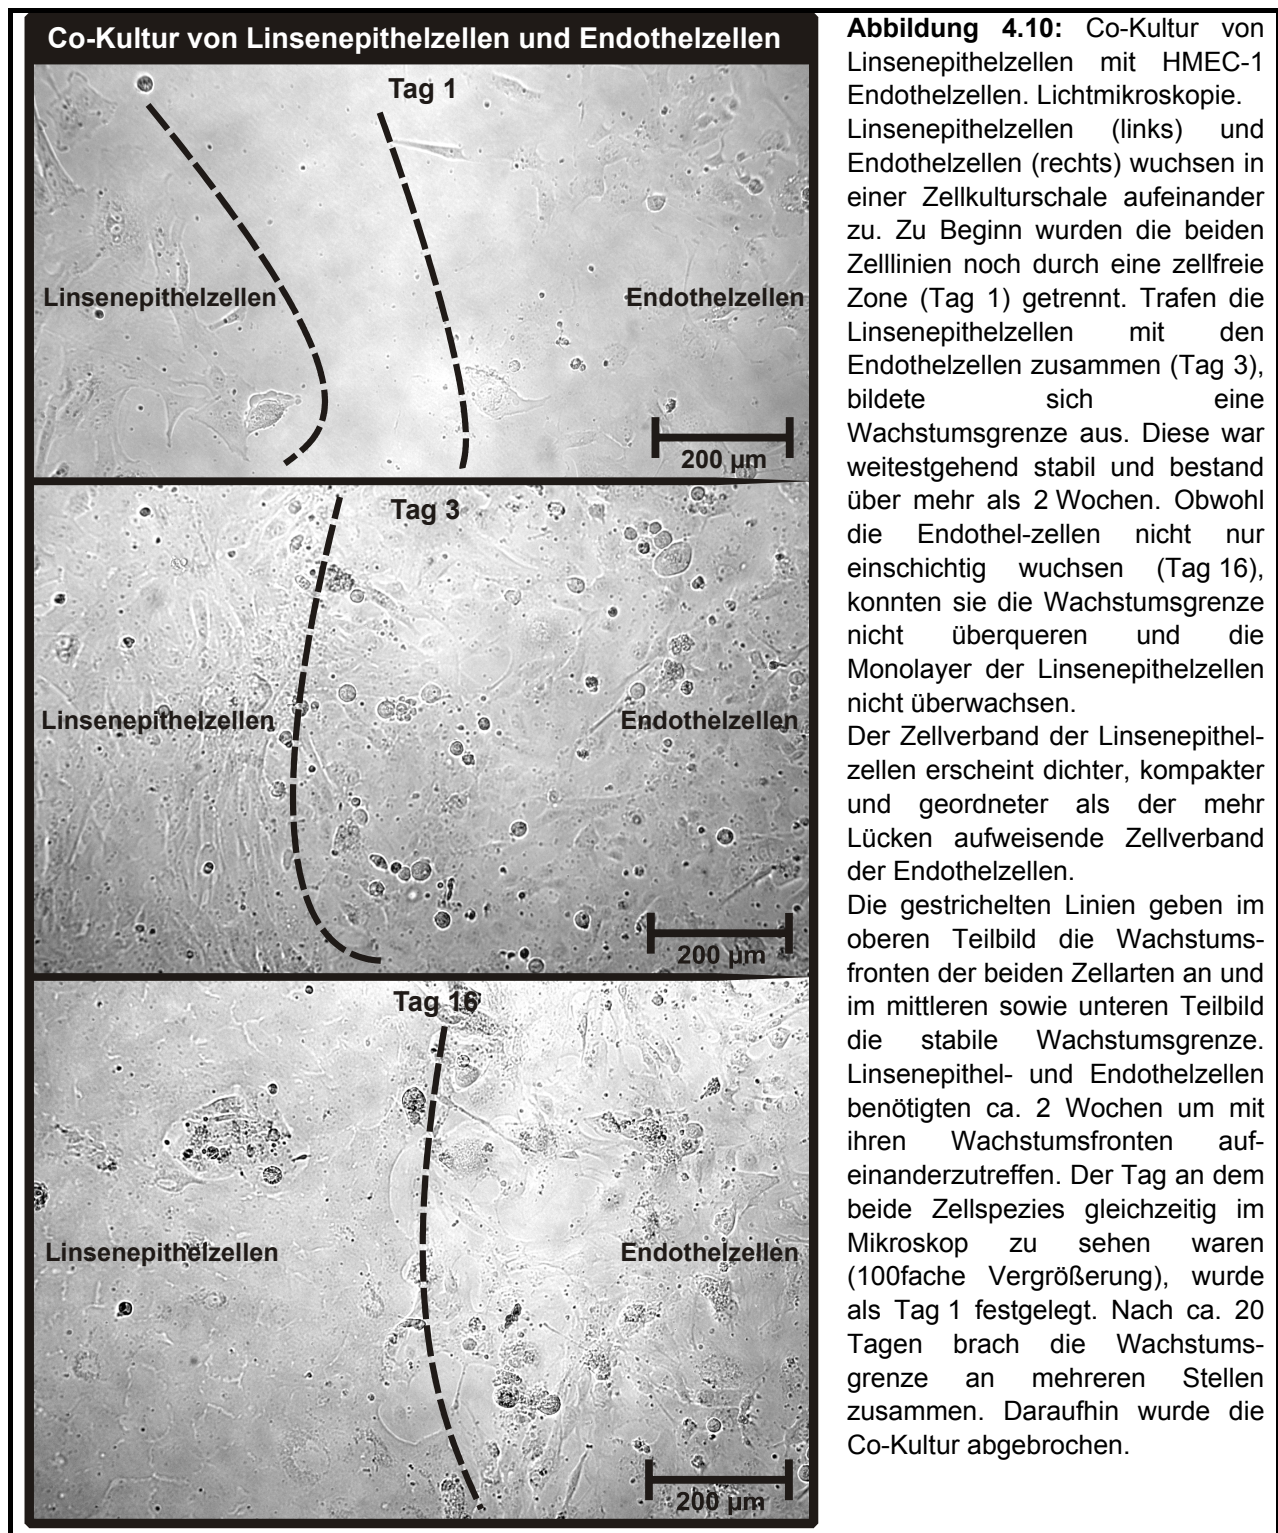 Co-Kultur von Linsenepithelzellen und Endothelzellen
Tag 1
Linsenepithelzellen
Endothelzellen
200 µm
Tag 3
Linsenepithelzellen
Endothelzellen
200 µm
Tag 16
Linsenepithelzellen
Endothelzellen
200 µm
Abbildung 4.10: Co-Kultur von
Linsenepithelzellen mit HMEC-1
Endothelzellen. Lichtmikroskopie.
Linsenepithelzellen (links) und
Endothelzellen (rechts) wuchsen in
einer Zellkulturschale aufeinander
zu. Zu Beginn wurden die beiden
Zelllinien noch durch eine zellfreie
Zone (Tag 1) getrennt. Trafen die
Linsenepithelzellen mit den
Endothelzellen zusammen (Tag 3),
bildete sich eine
Wachstumsgrenze aus. Diese war
weitestgehend stabil und bestand
über mehr als 2 Wochen. Obwohl
die Endothel-zellen nicht nur
einschichtig wuchsen (Tag 16),
konnten sie die Wachstumsgrenze
nicht überqueren und die
Monolayer der Linsenepithelzellen
nicht überwachsen.
Der Zellverband der Linsenepithel-
zellen erscheint dichter, kompakter
und geordneter als der mehr
Lücken aufweisende Zellverband
der Endothelzellen.
Die gestrichelten Linien geben im
oberen Teilbild die Wachstums-
fronten der beiden Zellarten an und
im mittleren sowie unteren Teilbild
die stabile Wachstumsgrenze.
Linsenepithel- und Endothelzellen
benötigten ca. 2 Wochen um mit
ihren Wachstumsfronten auf-
einanderzutreffen. Der Tag an dem
beide Zellspezies gleichzeitig im
Mikroskop zu sehen waren
(100fache Vergrößerung), wurde
als Tag 1 festgelegt. Nach ca. 20
Tagen brach die Wachstums-
grenze an mehreren Stellen
zusammen. Daraufhin wurde die
Co-Kultur abgebrochen.